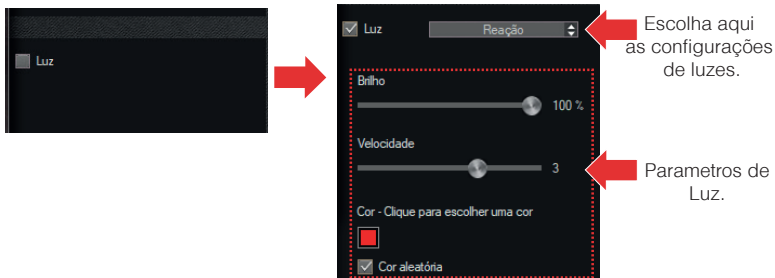 Luz
Luz
Reação
Escolha aqui
as configurações
de luzes.
Brilho
100 %
Velocidade
3
Parametros de
Luz.
Cor - Clique para escolher uma cor
Cor aleatória